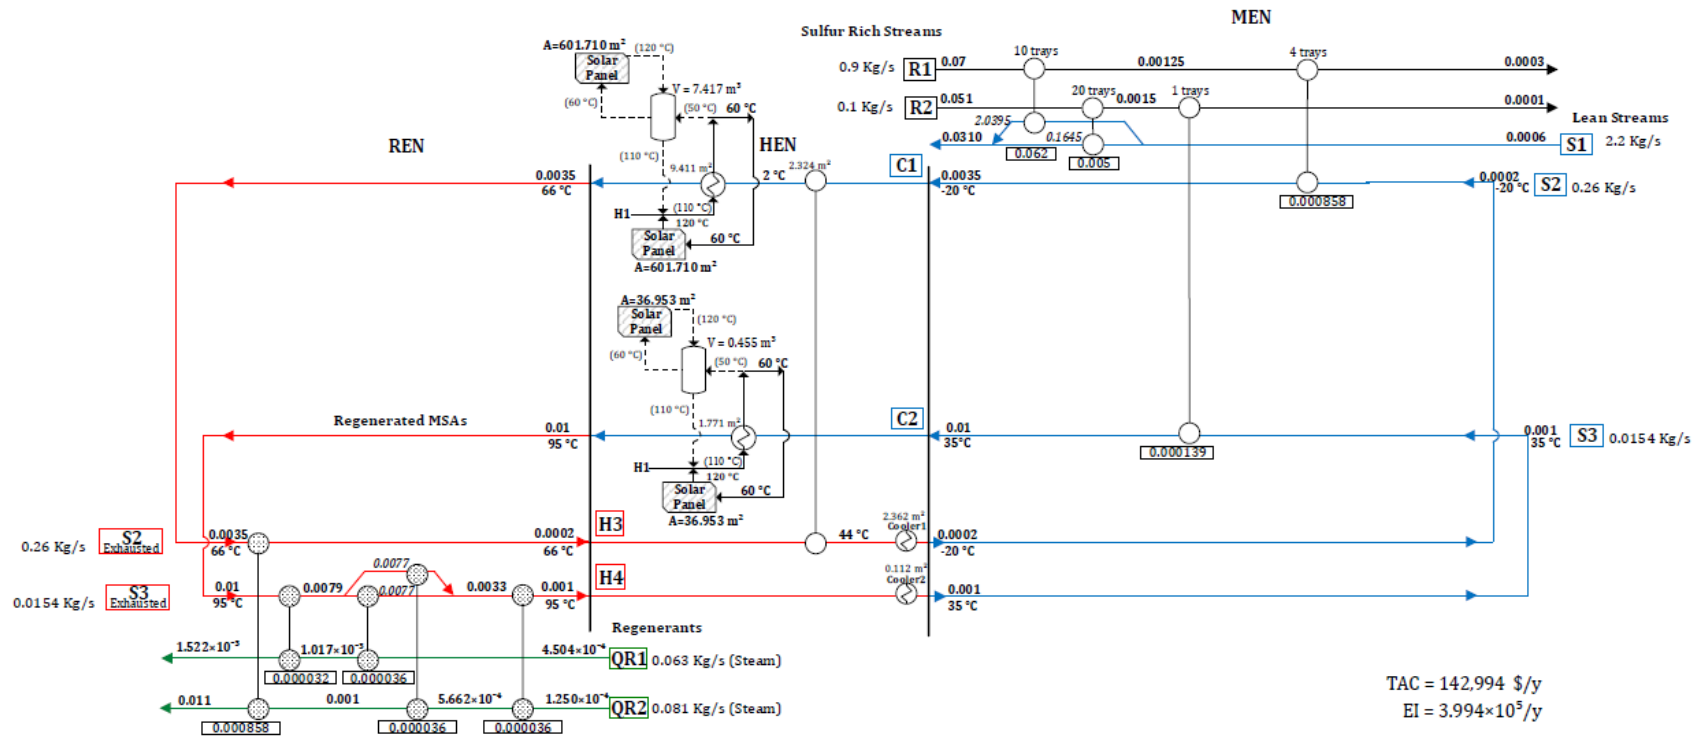 MEN
Sulfur Rich Streams
A=601.710 m²
(120 °C)
Solar
Panel
10 trays
4 trays
0.9 Kg/s
R1
0.07
0.00125
0.0003
V = 7.417 m³
(60 °C)
(50 °C)
60 °C
20 trays
1 trays
0.1 Kg/s
R2
0.051
0.0015
0.0001
Lean Streams
2.0395
0.0310
0.1645
0.0006
S1
2.2 Kg/s
REN
HEN
(110 °C)
0.062
0.005
9.411 m²
2.324 m²
C1
0.0035
66 °C
2 °C
0.0035
-20 °C
0.0002
-20 °C
S2
0.26 Kg/s
0.000858
(110 °C)
H1
120 °C
Solar
Panel
60 °C
A=601.710 m²
A=36.953 m²
Solar
Panel
(120 °C)
V = 0.455 m³
(60 °C)
(50 °C)
60 °C
(110 °C)
1.771 m²
Regenerated MSAs
0.01
95 °C
C2
0.01
35°C
0.001
35 °C
S3
0.0154 Kg/s
0.000139
(110 °C)
H1
120 °C
Solar
Panel
60 °C
A=36.953 m²
0.26 Kg/s
S2
Exhausted
0.0035
66 °C
0.0002
66 °C
H3
44 °C
2.362 m²
Cooler1
0.0002
-20 °C
0.0154 Kg/s
S3
Exhausted
0.01
95 °C
0.0079
0.0077
0.0077
0.0033
0.001
95 °C
H4
0.112 m²
Cooler2
0.001
35 °C
Regenerants
1.522×10⁻³
1.017×10⁻³
4.504×10⁻⁴
QR1
0.063 Kg/s (Steam)
0.000032
0.000036
0.011
0.001
5.662×10⁻⁴
1.250×10⁻⁴
QR2
0.081 Kg/s (Steam)
0.000858
0.000036
0.000036
TAC = 142,994 $/y
EI = 3.994×10⁵/y